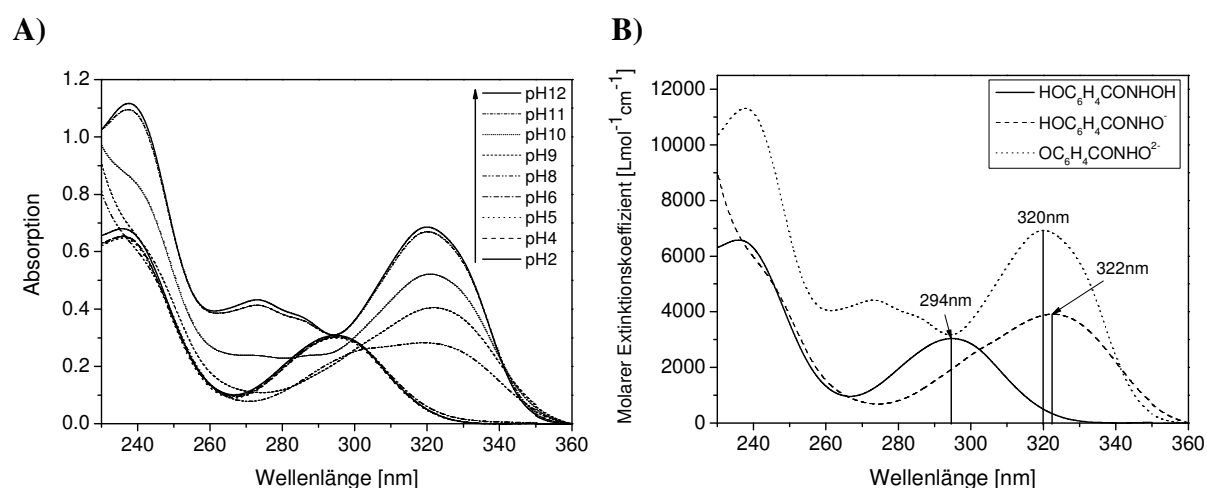 A)
1.2
1.0
0.8
0.6
0.4
0.2
0.0
Absorption
240 260 280 300 320 340 360
Wellenlänge [nm]
pH12
pH11
pH10
pH9
pH8
pH6
pH5
pH4
pH2
B)
12000
10000
8000
6000
4000
2000
0
Molarer Extinktionskoeffizient [Lmol⁻¹cm⁻¹]
240 260 280 300 320 340 360
Wellenlänge [nm]
HOC₆H₄CONHOH
HOC₆H₄CONHO⁻
OC₆H₄CONHO²⁻
320nm
322nm
294nm